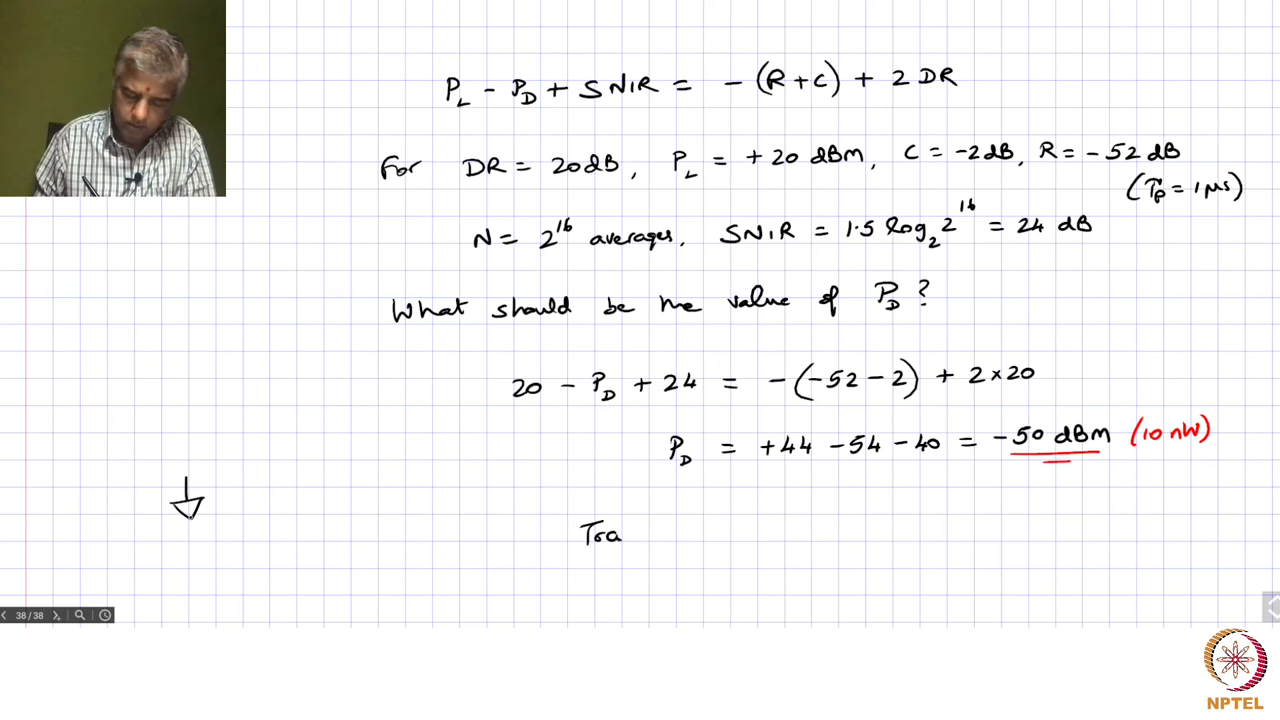 P_L - P_D + SNIR = - (R + C) + 2 DR
For DR = 20dB, P_L = +20 dBm, C = -2dB, R = -52 dB
(τ_p = 1 μs)
N = 2^16 averages, SNIR = 1.5 log_2 2^16 = 24 dB
What should be the value of P_D ?
20 - P_D + 24 = - (-52 - 2) + 2×20
P_D = +44 - 54 - 40 = -50 dBm (10 nW)
Tra
38 / 38
NPTEL